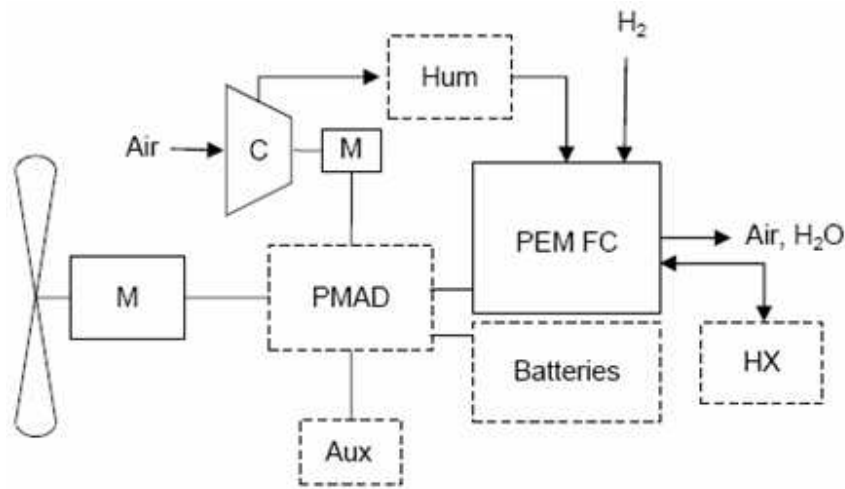 H₂
Hum
Air
C
M
PEM FC
Air, H₂O
M
PMAD
Batteries
HX
Aux